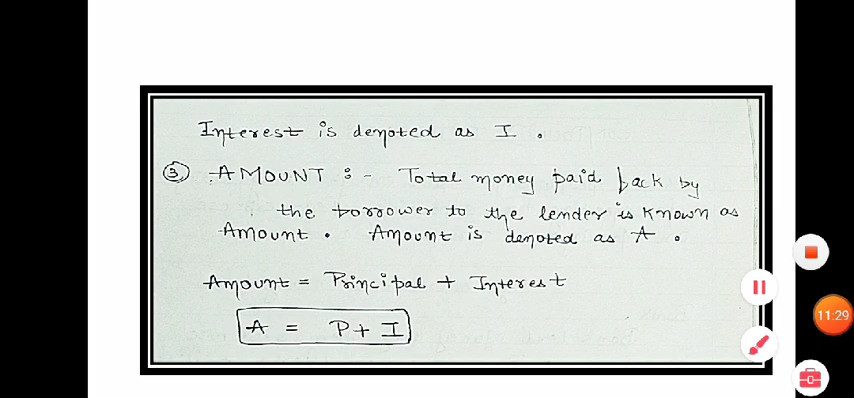 Interest is denoted as I .
③ AMOUNT :- Total money paid back by
the borrower to the lender is known as
Amount . Amount is denoted as A .
Amount = Principal + Interest
A = P + I
11:29